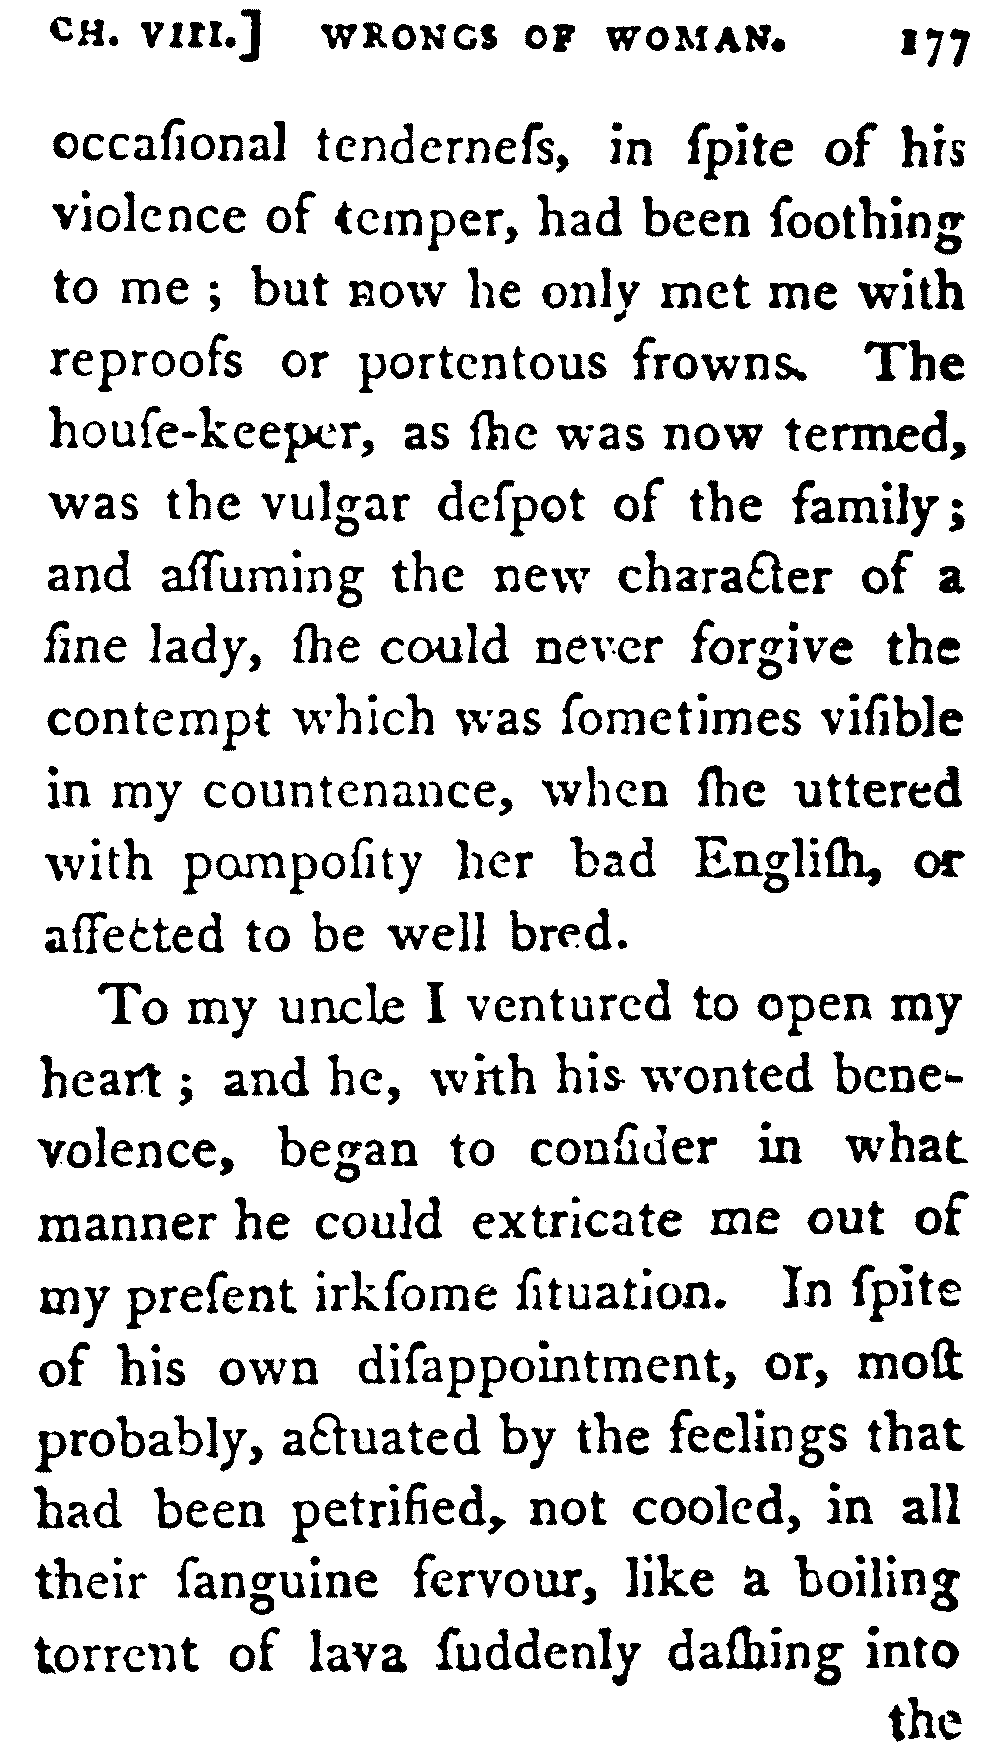 CH. VIII.] WRONGS OF WOMAN. 177
occaſional tenderneſs, in ſpite of his
violence of temper, had been ſoothing
to me ; but now he only met me with
reproofs or portentous frowns. The
houſe-keeper, as ſhe was now termed,
was the vulgar deſpot of the family;
and aſſuming the new character of a
fine lady, ſhe could never forgive the
contempt which was ſometimes viſible
in my countenance, when ſhe uttered
with pompoſity her bad Engliſh, or
affected to be well bred.
To my uncle I ventured to open my
heart ; and he, with his wonted bene-
volence, began to conſider in what
manner he could extricate me out of
my preſent irkſome ſituation. In ſpite
of his own diſappointment, or, moſt
probably, actuated by the feelings that
had been petrified, not cooled, in all
their ſanguine fervour, like a boiling
torrent of lava ſuddenly daſhing into
the